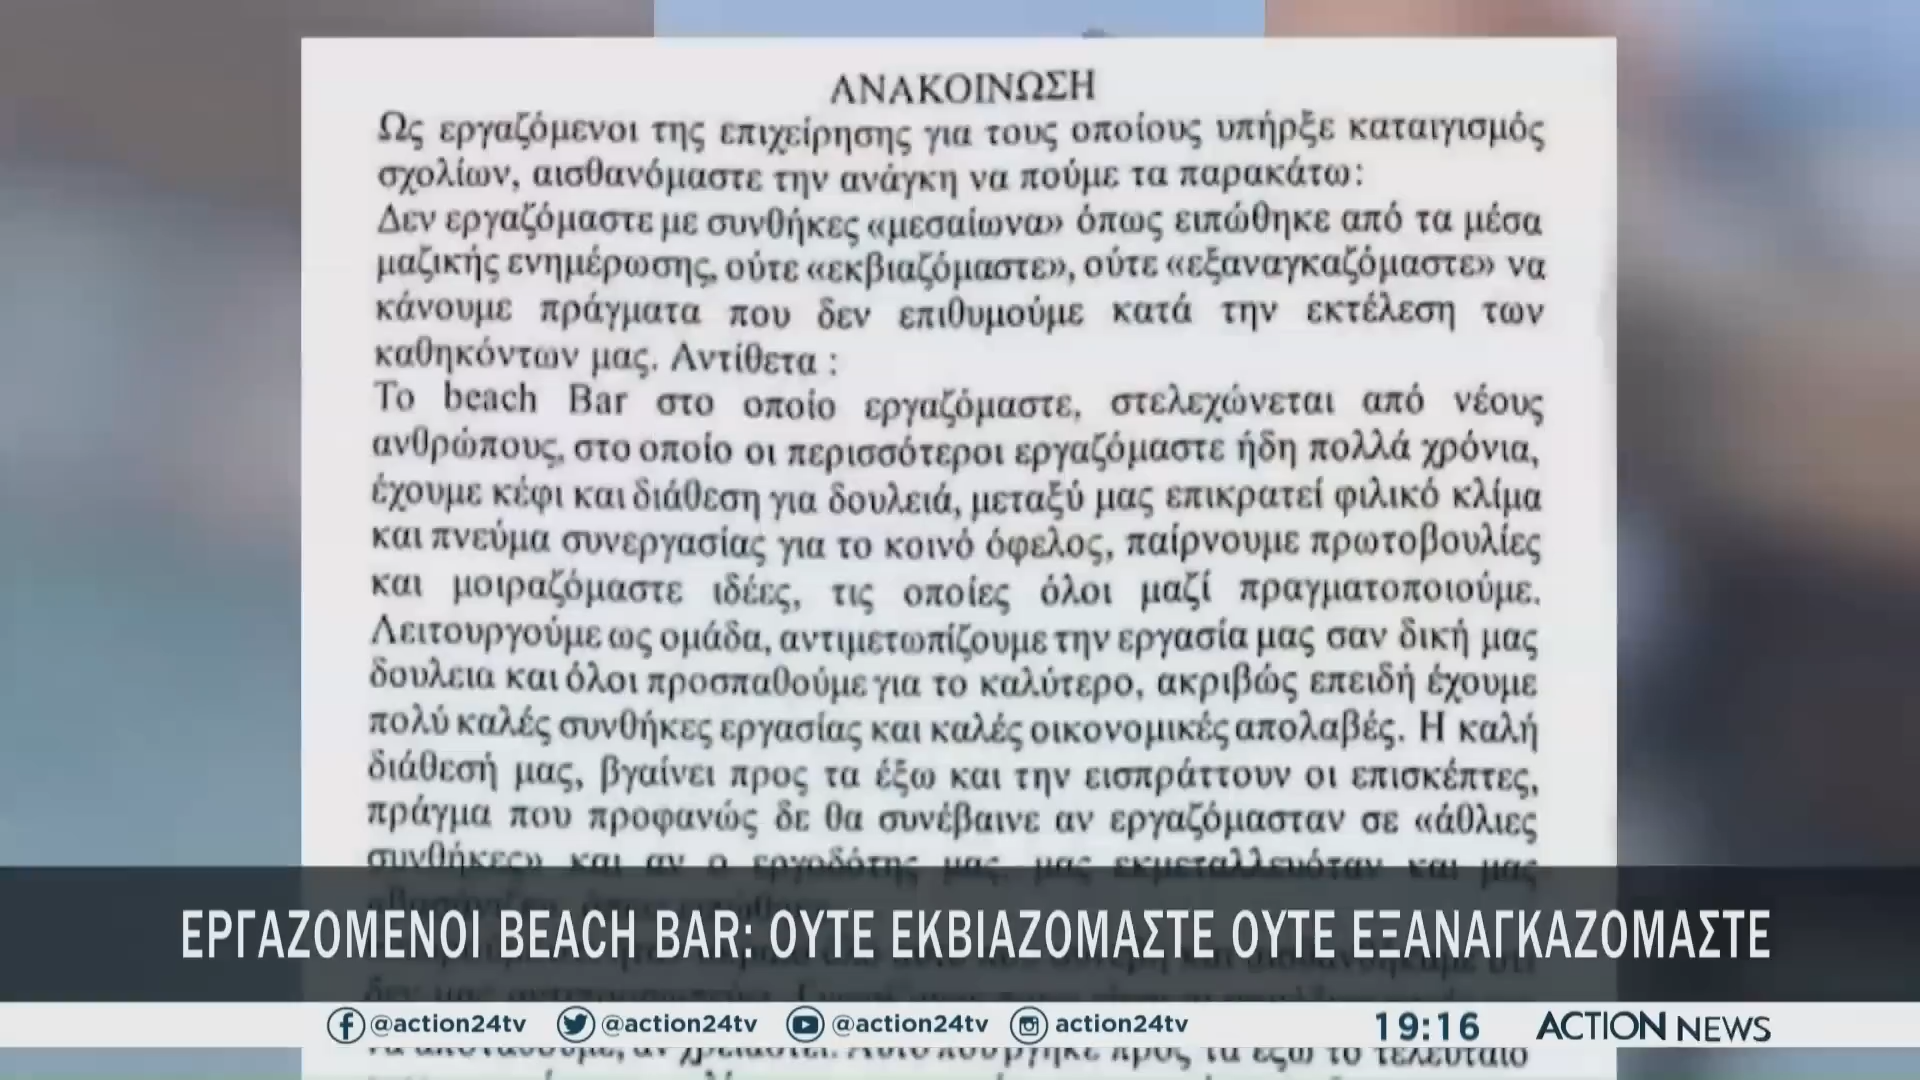 ΑΝΑΚΟΙΝΩΣΗ
Ως εργαζόμενοι της επιχείρησης για τους οποίους υπήρξε καταιγισμός
σχολίων, αισθανόμαστε την ανάγκη να πούμε τα παρακάτω:
Δεν εργαζόμαστε με συνθήκες «μεσαίωνα» όπως ειπώθηκε από τα μέσα
μαζικής ενημέρωσης, ούτε «εκβιαζόμαστε», ούτε «εξαναγκαζόμαστε» να
κάνουμε πράγματα που δεν επιθυμούμε κατά την εκτέλεση των
καθηκόντων μας. Αντίθετα :
Το beach Bar στο οποίο εργαζόμαστε, στελεχώνεται από νέους
ανθρώπους, στο οποίο οι περισσότεροι εργαζόμαστε ήδη πολλά χρόνια,
έχουμε κέφι και διάθεση για δουλειά, μεταξύ μας επικρατεί φιλικό κλίμα
και πνεύμα συνεργασίας για το κοινό όφελος, παίρνουμε πρωτοβουλίες
και μοιραζόμαστε ιδέες, τις οποίες όλοι μαζί πραγματοποιούμε.
Λειτουργούμε ως ομάδα, αντιμετωπίζουμε την εργασία μας σαν δική μας
δουλεια και όλοι προσπαθούμε για το καλύτερο, ακριβώς επειδή έχουμε
πολύ καλές συνθήκες εργασίας και καλές οικονομικές απολαβές. Η καλή
διάθεσή μας, βγαίνει προς τα έξω και την εισπράττουν οι επισκέπτες,
πράγμα που προφανώς δε θα συνέβαινε αν εργαζόμασταν σε «άθλιες
συνθήκες» και αν ο εργοδότης μας, μας εκμεταλλευόταν και μας
ΕΡΓΑΖΟΜΕΝΟΙ BEACH BAR: ΟΥΤΕ ΕΚΒΙΑΖΟΜΑΣΤΕ ΟΥΤΕ ΕΞΑΝΑΓΚΑΖΟΜΑΣΤΕ
@action24tv @action24tv @action24tv action24tv 19:16 ACTION NEWS
προς τα έξω το τελευταίο